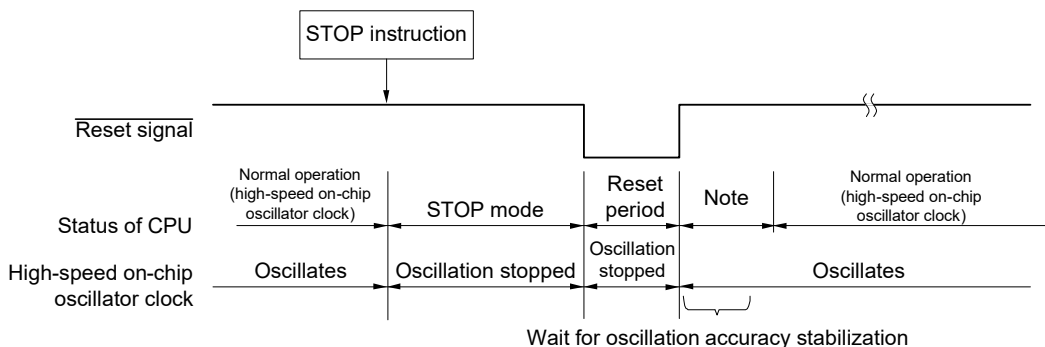 STOP instruction
Reset signal
Normal operation
(high-speed on-chip
oscillator clock)
STOP mode
Reset
period
Note
Normal operation
(high-speed on-chip
oscillator clock)
Status of CPU
High-speed on-chip
oscillator clock
Oscillates
Oscillation stopped
Oscillation
stopped
Oscillates
Wait for oscillation accuracy stabilization